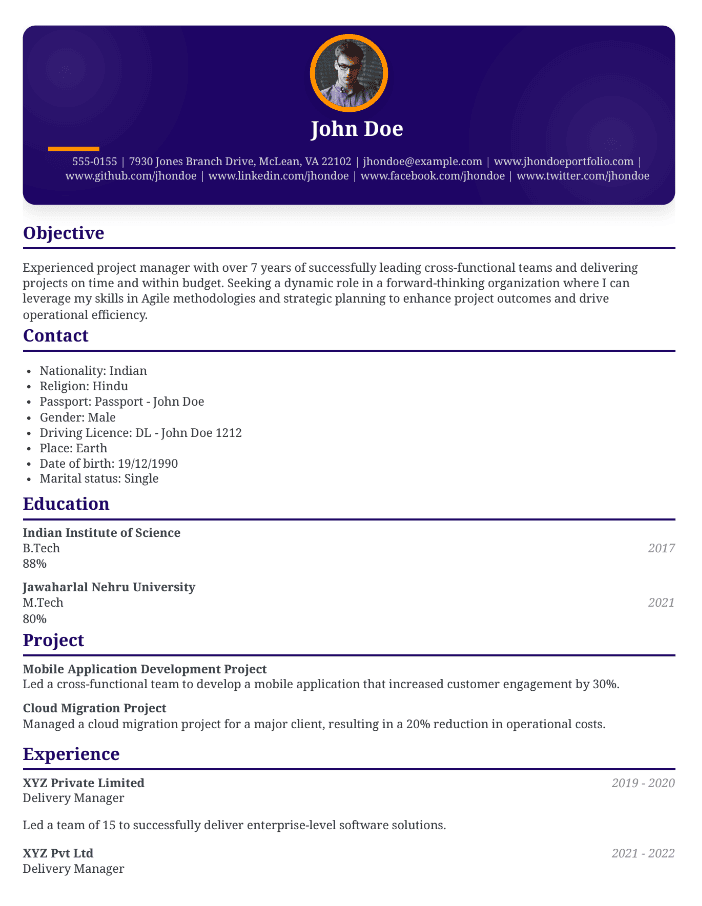 John Doe
555-0155 | 7930 Jones Branch Drive, McLean, VA 22102 | jhondoe@example.com | www.jhondoeportfolio.com |
www.github.com/jhondoe | www.linkedin.com/jhondoe | www.facebook.com/jhondoe | www.twitter.com/jhondoe
Objective
Experienced project manager with over 7 years of successfully leading cross-functional teams and delivering
projects on time and within budget. Seeking a dynamic role in a forward-thinking organization where I can
leverage my skills in Agile methodologies and strategic planning to enhance project outcomes and drive
operational efficiency.
Contact
• Nationality: Indian
• Religion: Hindu
• Passport: Passport - John Doe
• Gender: Male
• Driving Licence: DL - John Doe 1212
• Place: Earth
• Date of birth: 19/12/1990
• Marital status: Single
Education
Indian Institute of Science
B.Tech 2017
88%
Jawaharlal Nehru University
M.Tech 2021
80%
Project
Mobile Application Development Project
Led a cross-functional team to develop a mobile application that increased customer engagement by 30%.
Cloud Migration Project
Managed a cloud migration project for a major client, resulting in a 20% reduction in operational costs.
Experience
XYZ Private Limited 2019 - 2020
Delivery Manager
Led a team of 15 to successfully deliver enterprise-level software solutions.
XYZ Pvt Ltd 2021 - 2022
Delivery Manager